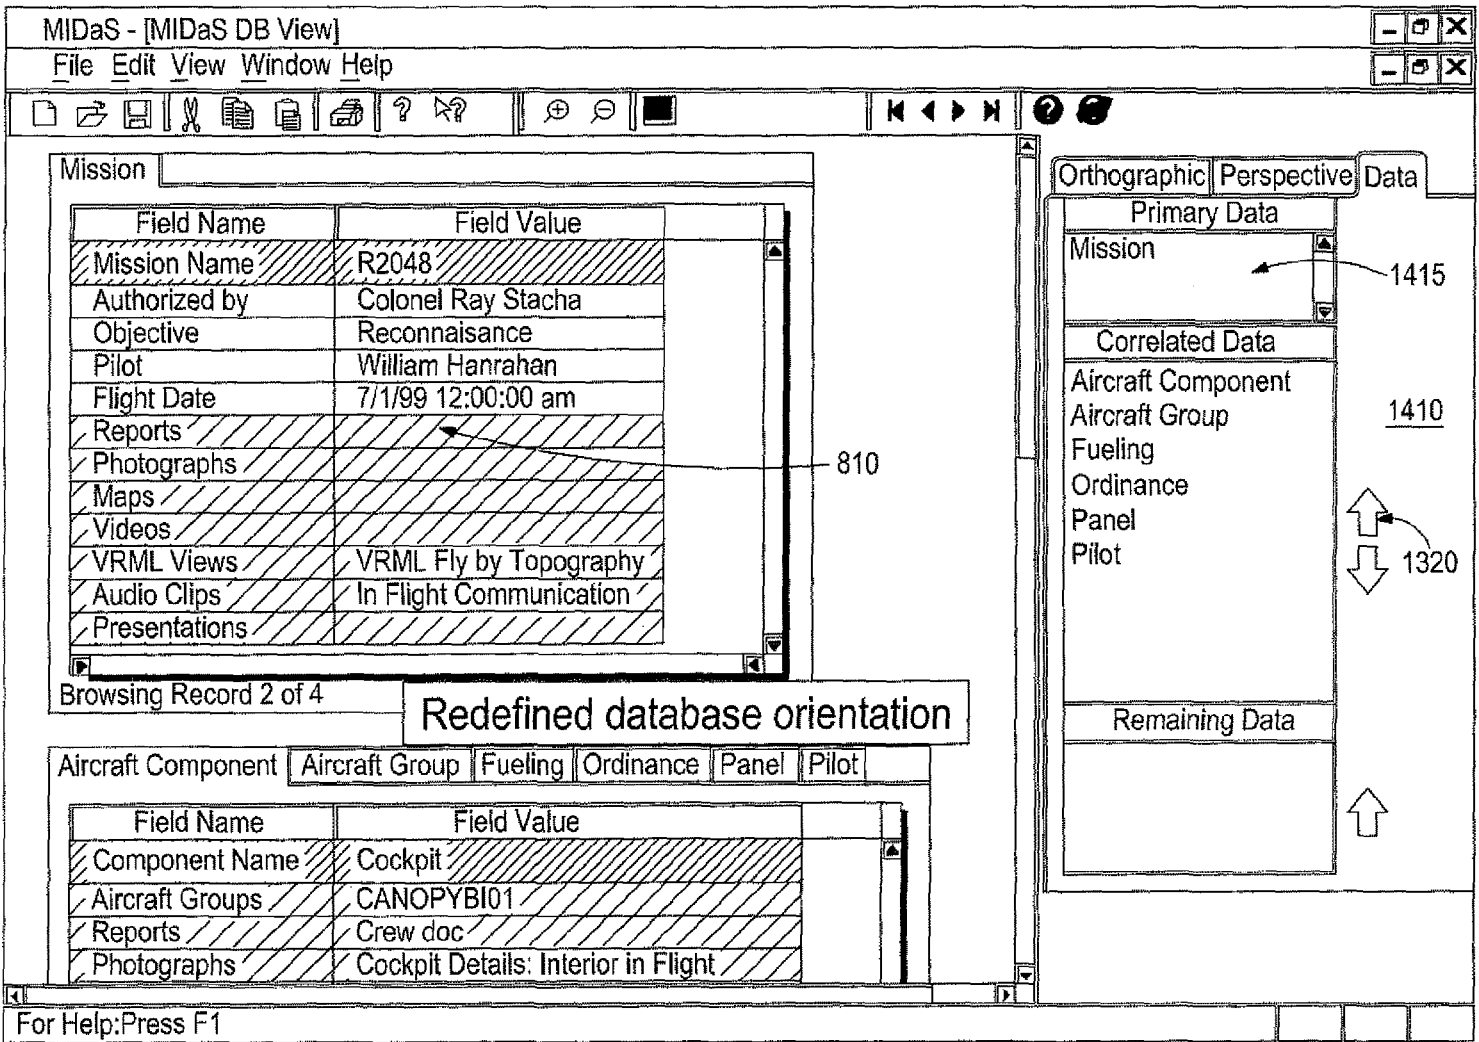 MIDaS - [MIDaS DB View]
File Edit View Window Help
Mission
Field Name Field Value
Mission Name R2048
Authorized by Colonel Ray Stacha
Objective Reconnaisance
Pilot William Hanrahan
Flight Date 7/1/99 12:00:00 am
Reports
Photographs
Maps
Videos
VRML Views VRML Fly by Topography
Audio Clips In Flight Communication
Presentations
810
Browsing Record 2 of 4
Redefined database orientation
Aircraft Component Aircraft Group Fueling Ordinance Panel Pilot
Field Name Field Value
Component Name Cockpit
Aircraft Groups CANOPYBI01
Reports Crew doc
Photographs Cockpit Details: Interior in Flight
Orthographic Perspective Data
Primary Data
Mission
1415
Correlated Data
Aircraft Component
Aircraft Group
Fueling
Ordinance
Panel
Pilot
1410
1320
Remaining Data
For Help:Press F1